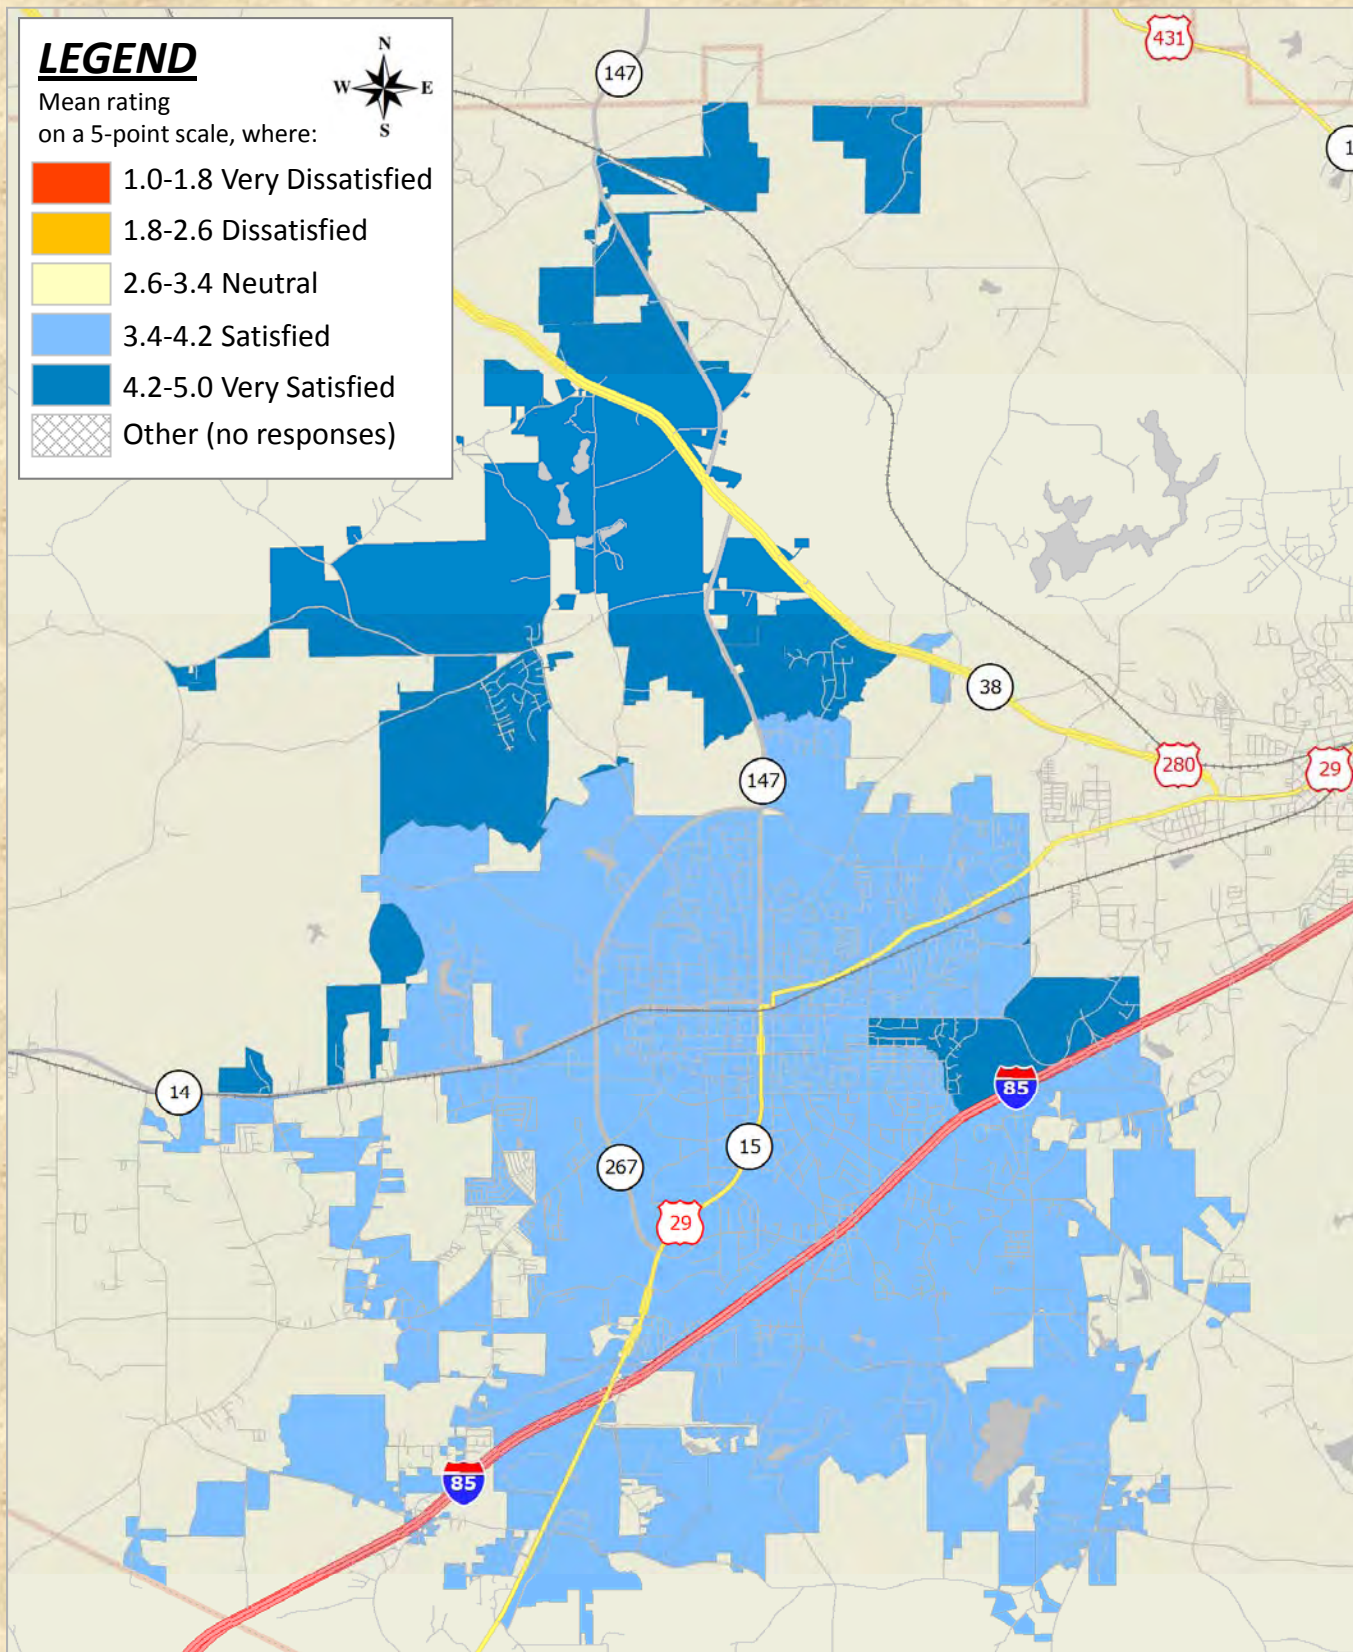 LEGEND
N
W E
S
Mean rating
on a 5-point scale, where:
1.0-1.8 Very Dissatisfied
1.8-2.6 Dissatisfied
2.6-3.4 Neutral
3.4-4.2 Satisfied
4.2-5.0 Very Satisfied
Other (no responses)
147
431
1
38
147
280
29
14
85
15
267
29
85